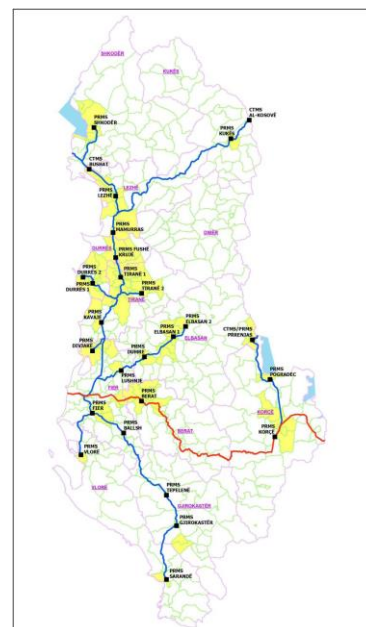 SHKODËR
KUKËS
PRMS
SHKODËR
CTMS
AL-KOSOVË
PRMS
KUKËS
CTMS
BUSHAT
LEZHË
PRMS
LEZHË
PRMS
MAMURRAS
DIBËR
DURRËS
PRMS FUSHË
KRUJË
PRMS
DURRËS 2
PRMS
TIRANË 1
PRMS
DURRËS 1
PRMS
TIRANË 2
TIRANË
PRMS
KAVAJE
PRMS
ELBASAN 2
PRMS
ELBASAN 1
ELBASAN
PRMS
DIVJAKË
PRMS
DUMRE
CTMS/PRMS
PRRENJAS
PRMS
LUSHNJE
PRMS
POGRADEC
FIER
PRMS
BERAT
PRMS
FIER
KORÇË
PRMS
BALLSH
BERAT
PRMS
KORÇË
PRMS
VLORË
VLORË
PRMS
TEPELENË
GJIROKASTËR
PRMS
GJIROKASTËR
PRMS
SARANDË